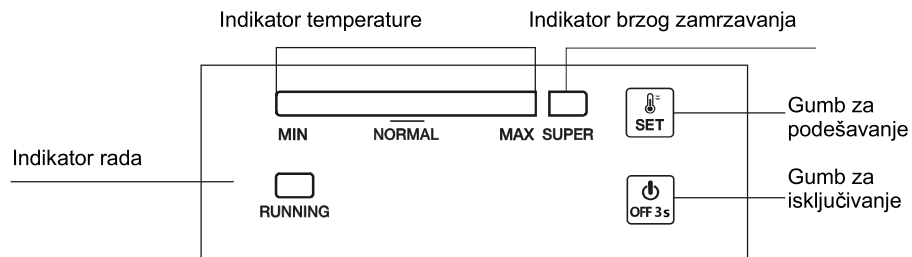 Indikator temperature
Indikator brzog zamrzavanja
MIN
NORMAL
MAX
SUPER
SET
Gumb za
podešavanje
Indikator rada
RUNNING
OFF 3s
Gumb za
isključivanje